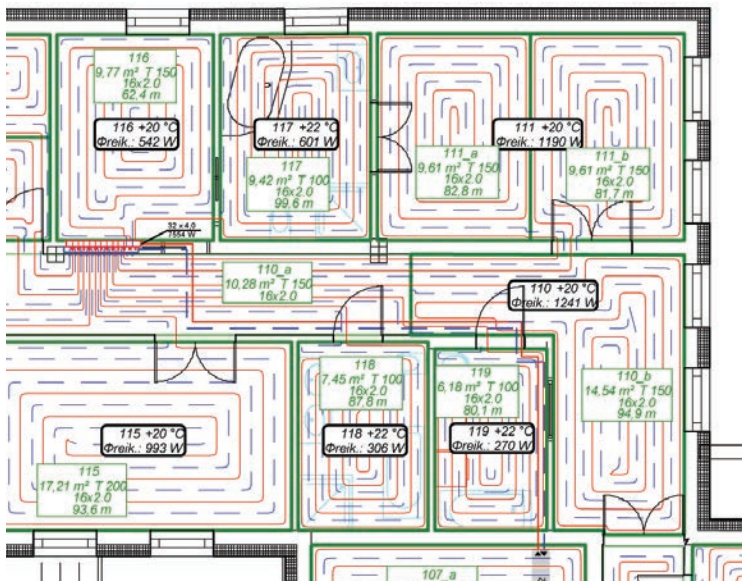 116
9,77 m² T 150
16x2.0
62,4 m
116 +20 °C
Φreik.: 542 W
117 +22 °C
Φreik.: 601 W
117
9,42 m² T 100
16x2.0
99,6 m
111 +20 °C
Φreik.: 1190 W
111_a
9,61 m² T 150
16x2.0
82,8 m
111_b
9,61 m² T 150
16x2.0
81,7 m
32 x 4,0
7554 W
110_a
10,28 m² T 150
16x2.0
110 +20 °C
Φreik.: 1241 W
118
7,45 m² T 100
16x2.0
87,8 m
118 +22 °C
Φreik.: 306 W
119
6,18 m² T 100
16x2.0
80,1 m
119 +22 °C
Φreik.: 270 W
110_b
14,54 m² T 150
16x2.0
94,9 m
115 +20 °C
Φreik.: 993 W
115
17,21 m² T 200
16x2.0
93,6 m
107_a